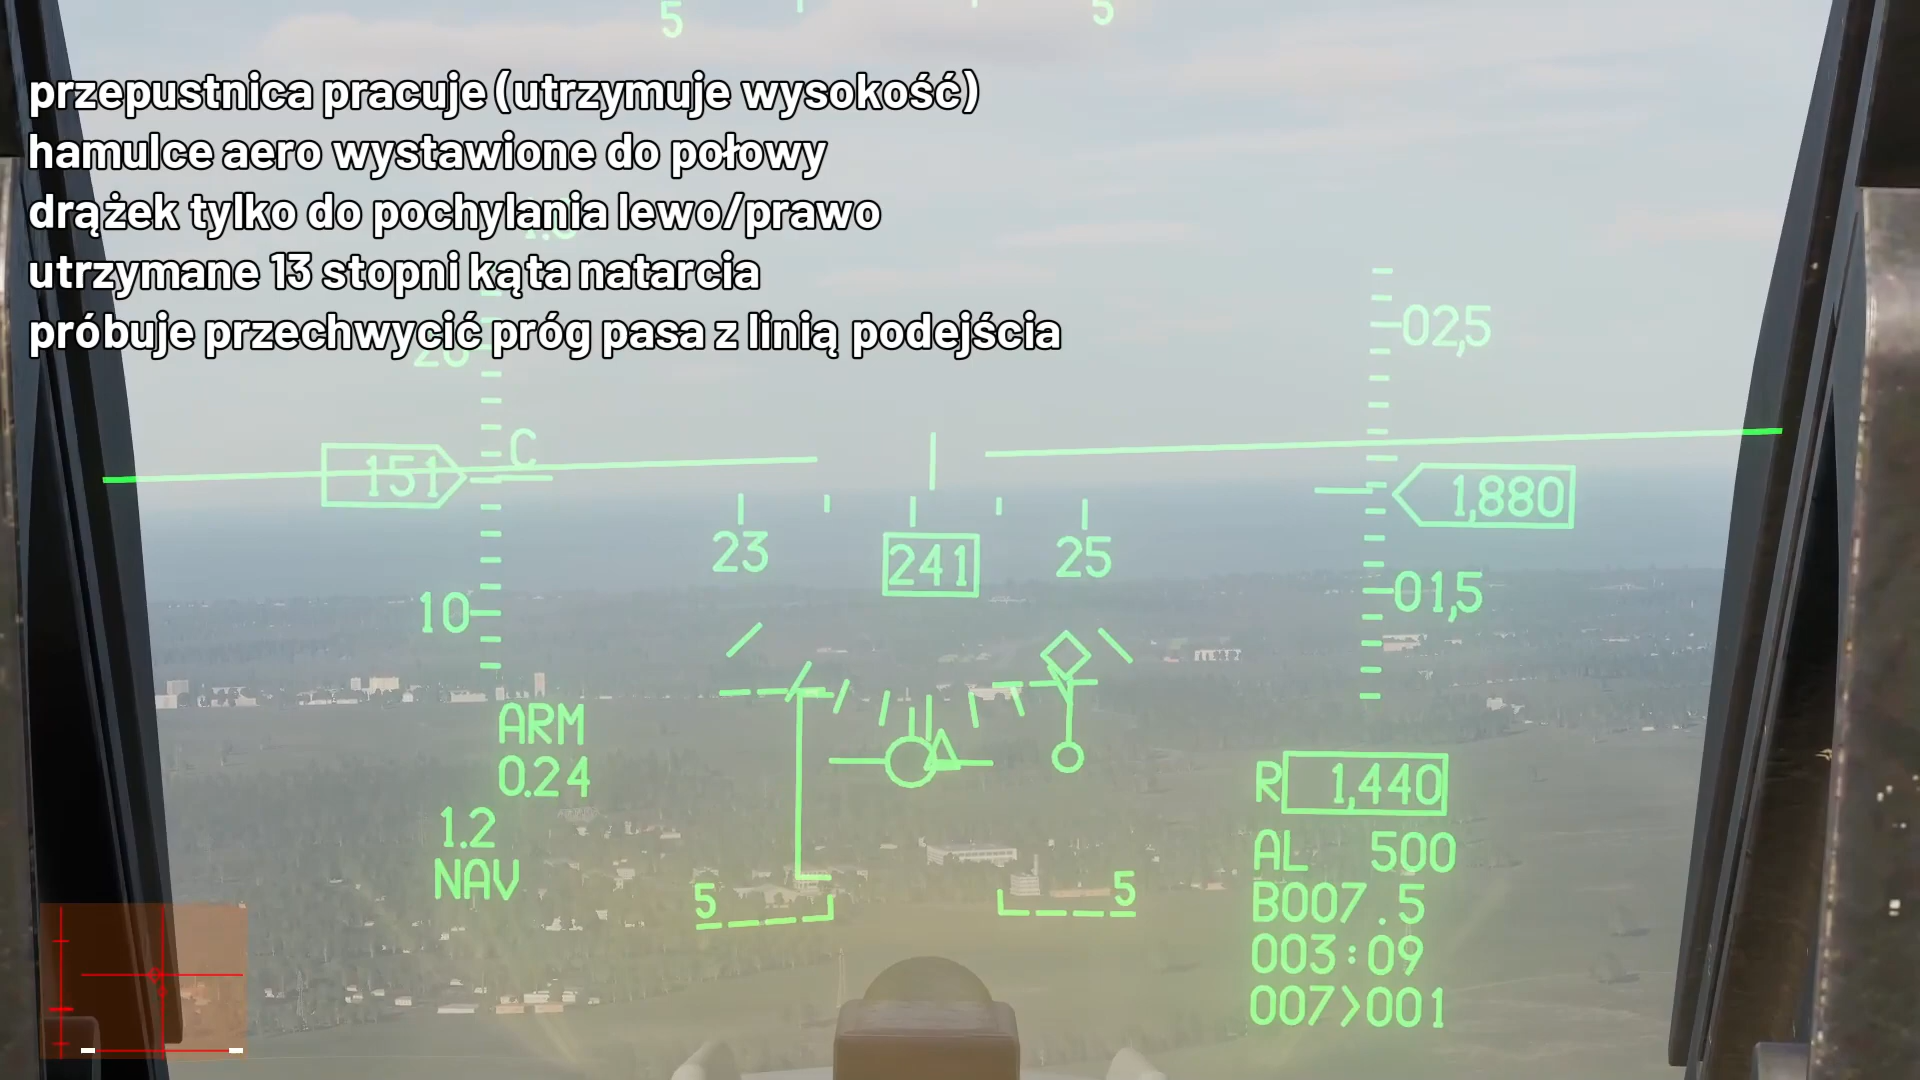 5 5
przepustnica pracuje (utrzymuje wysokość)
hamulce aero wystawione do połowy
drążek tylko do pochylania lewo/prawo
utrzymane 13 stopni kąta natarcia
próbuje przechwycić próg pasa z linią podejścia
02,5
20
C
151
1,880
23 241 25
10
01,5
ARM
0.24
R 1,440
1.2
AL 500
NAV
5 5
B007.5
003:09
007>001